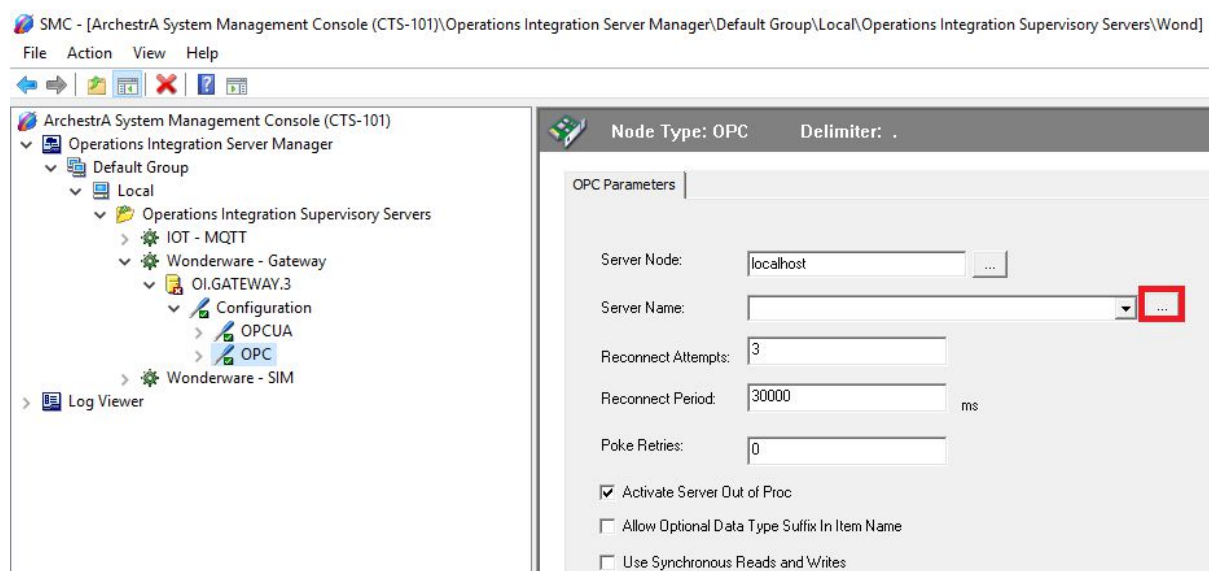 SMC - [ArchestrA System Management Console (CTS-101)\Operations Integration Server Manager\Default Group\Local\Operations Integration Supervisory Servers\Wond]
File Action View Help
ArchestrA System Management Console (CTS-101)
Operations Integration Server Manager
Default Group
Local
Operations Integration Supervisory Servers
IOT - MQTT
Wonderware - Gateway
OI.GATEWAY.3
Configuration
OPCUA
OPC
Wonderware - SIM
Log Viewer
Node Type: OPC Delimiter: .
OPC Parameters
Server Node: localhost ...
Server Name: ...
Reconnect Attempts: 3
Reconnect Period: 30000 ms
Poke Retries: 0
Activate Server Out of Proc
Allow Optional Data Type Suffix In Item Name
Use Synchronous Reads and Writes